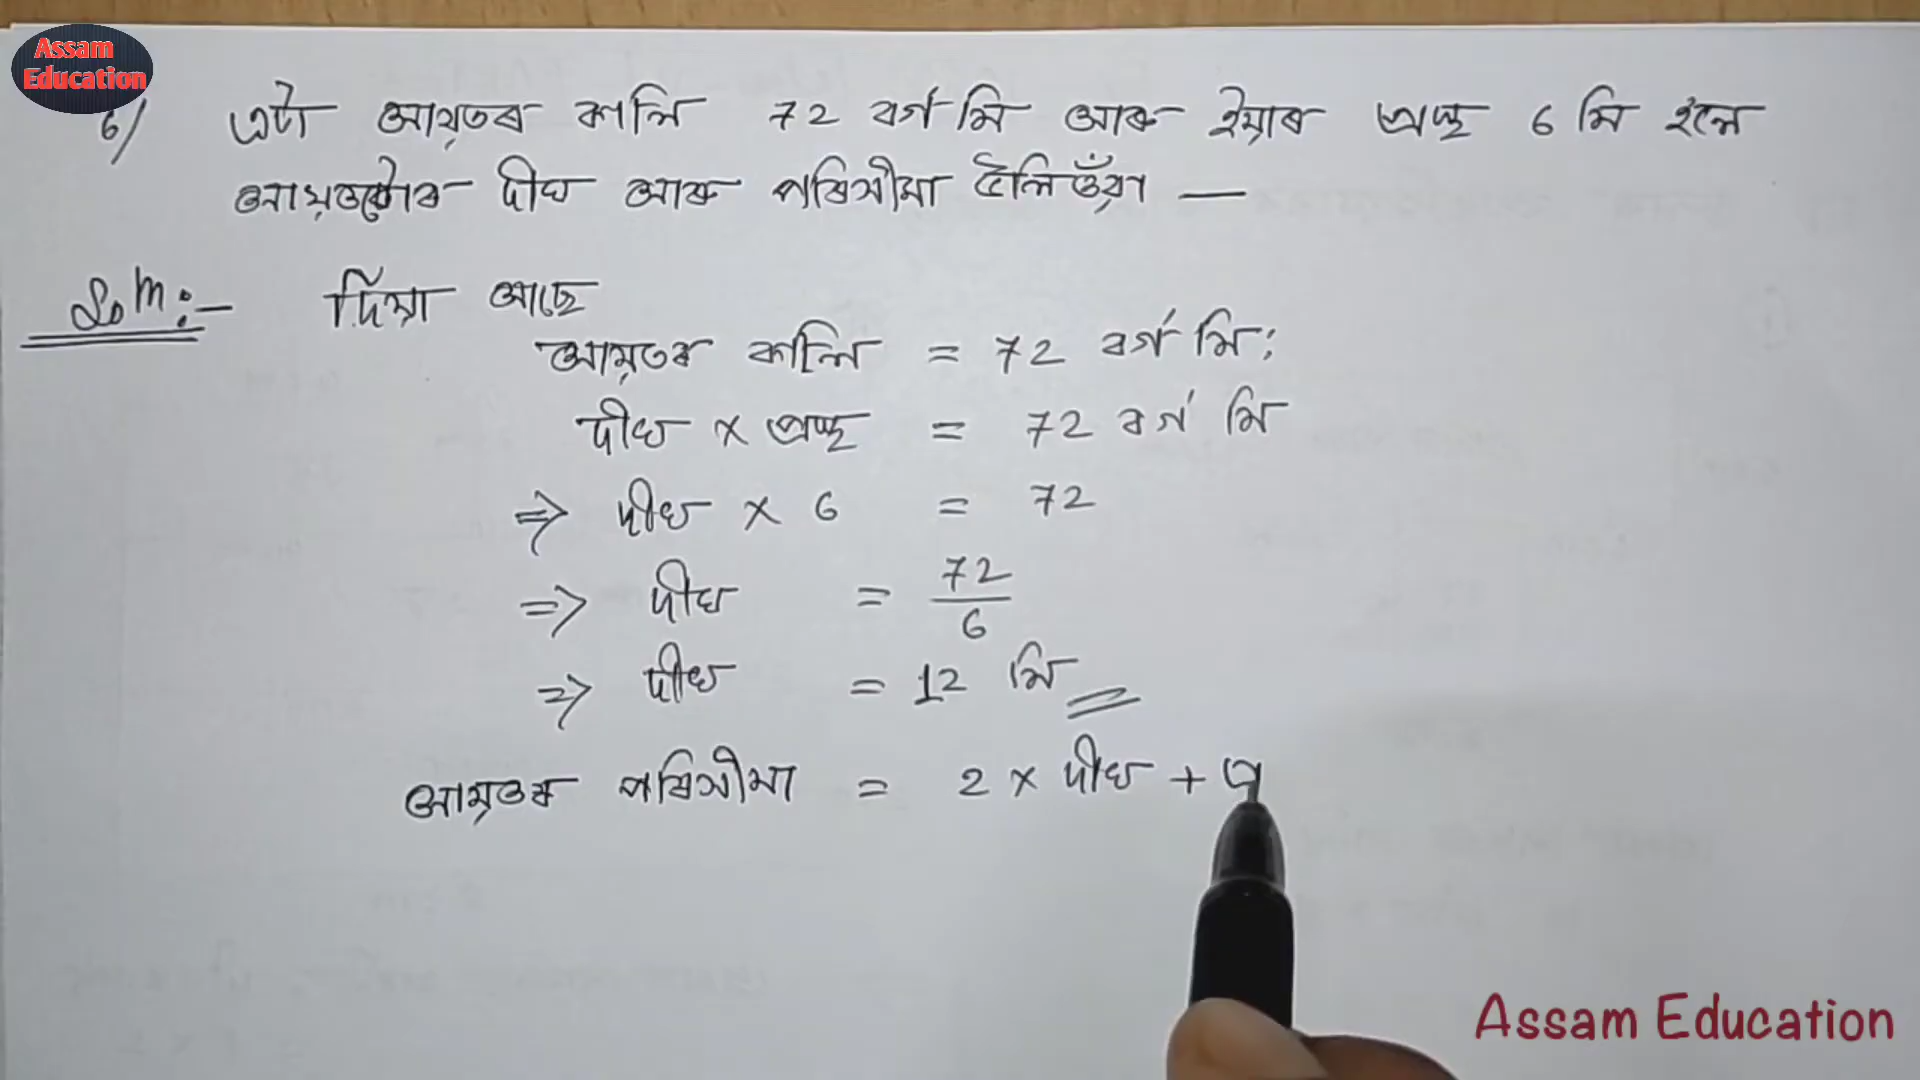 Assam
Education
6/ এটা আয়তৰ কালি 72 বৰ্গ মি আৰু ইয়াৰ প্ৰস্থ 6 মি হলে
আয়তটোৰ দীঘ আৰু পৰিসীমা উলিওঁৱা —
Soln:- দিয়া আছে
আয়তৰ কালি = 72 বৰ্গ মি:
দীঘ × প্ৰস্থ = 72 বৰ্গ মি
⇒ দীঘ × 6 = 72
⇒ দীঘ = 72/6
⇒ দীঘ = 12 মি
আয়তৰ পৰিসীমা = 2 × দীঘ + প্ৰ
Assam Education